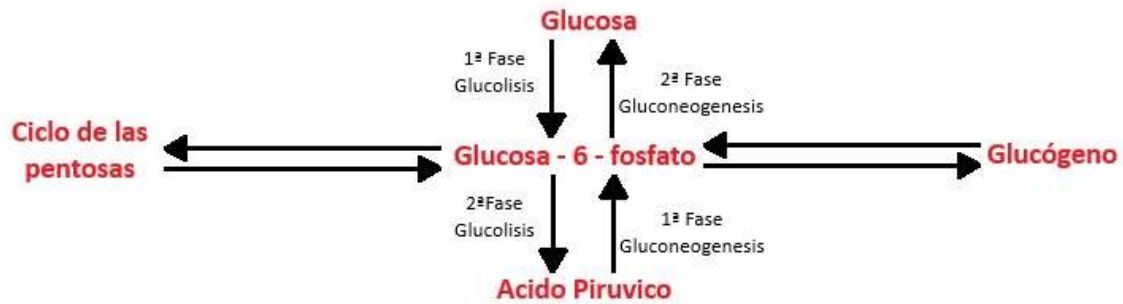 Glucosa
1ª Fase
Glucolisis
2ª Fase
Gluconeogenesis
Ciclo de las
pentosas
Glucosa - 6 - fosfato
Glucógeno
2ªFase
Glucolisis
1ª Fase
Gluconeogenesis
Acido Piruvico